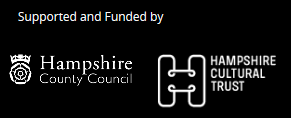 Supported and Funded by
Hampshire
County Council
HAMPSHIRE
CULTURAL
TRUST